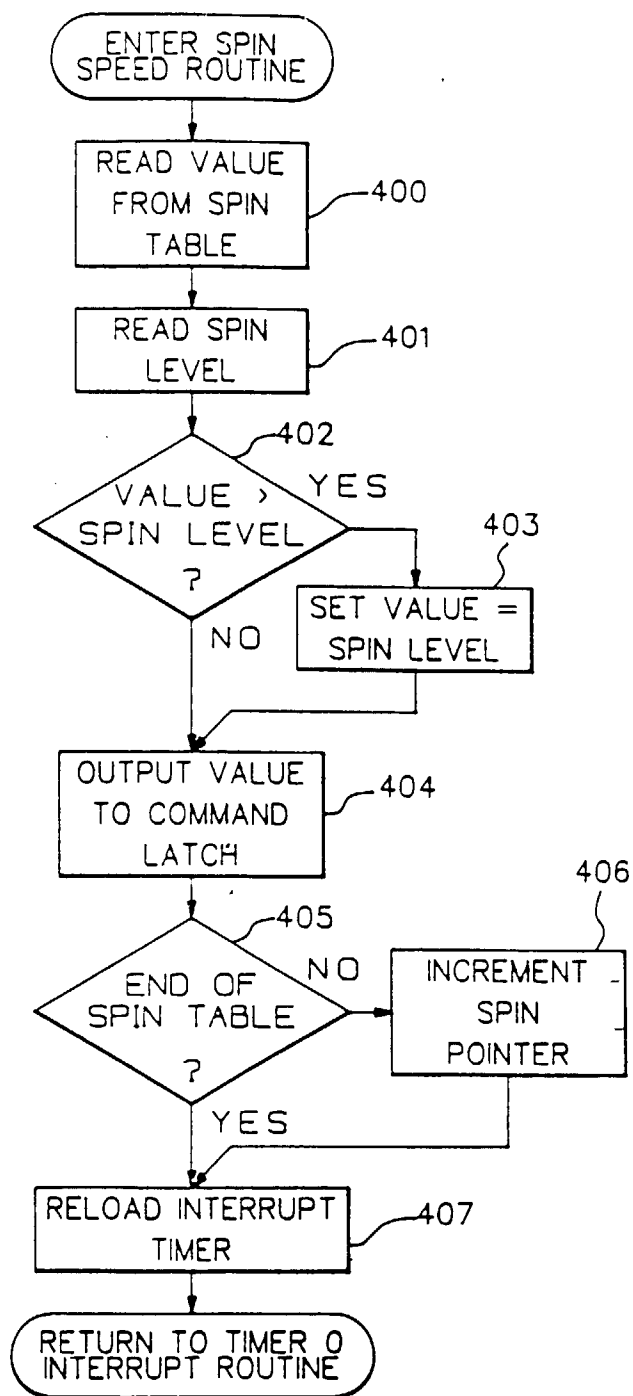 ENTER SPIN
SPEED ROUTINE
READ VALUE
FROM SPIN
TABLE
400
READ SPIN
LEVEL
401
402
VALUE >
SPIN LEVEL
?
YES
NO
403
SET VALUE =
SPIN LEVEL
OUTPUT VALUE
TO COMMAND
LATCH
404
405
END OF
SPIN TABLE
?
NO
YES
406
INCREMENT
SPIN
POINTER
RELOAD INTERRUPT
TIMER
407
RETURN TO TIMER 0
INTERRUPT ROUTINE